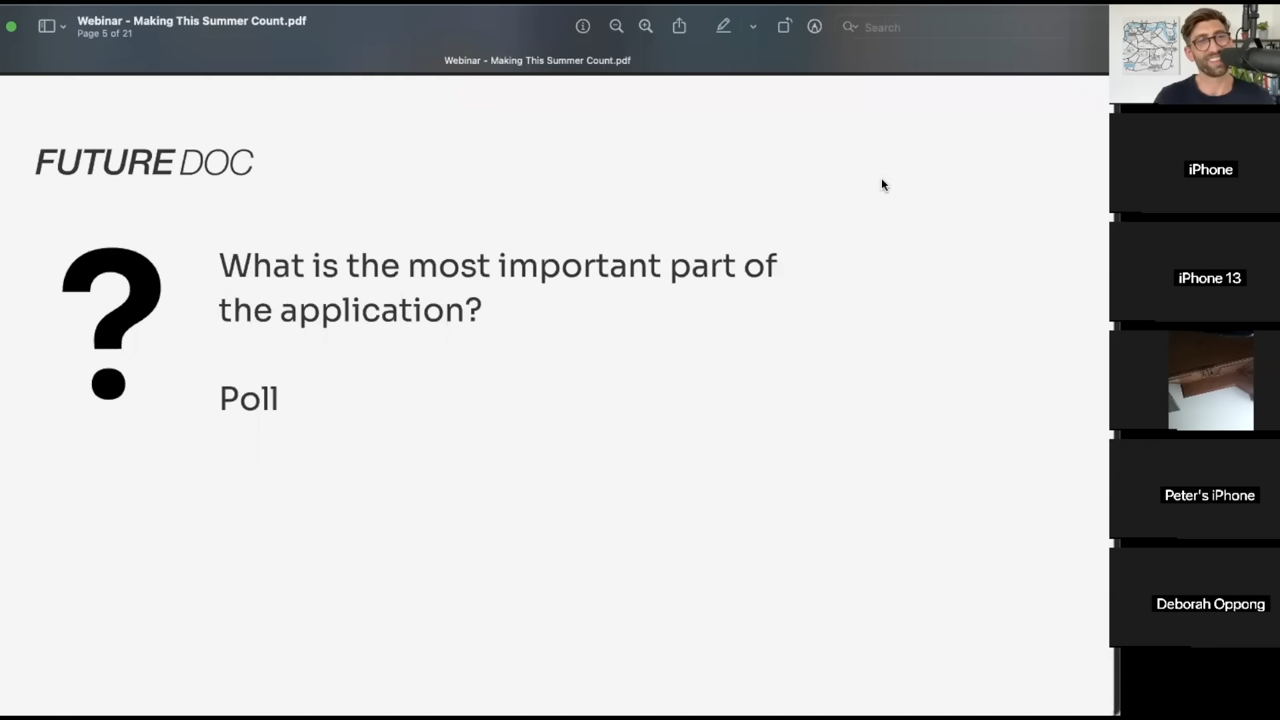 Webinar - Making This Summer Count.pdf
Page 5 of 21
Search
Webinar - Making This Summer Count.pdf
FUTURE DOC
?
What is the most important part of
the application?
Poll
iPhone
iPhone 13
Peter's iPhone
Deborah Oppong